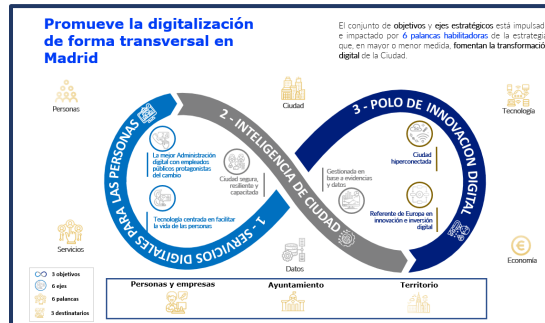 Promueve la digitalización
de forma transversal en
Madrid
El conjunto de objetivos y ejes estratégicos está impulsad
e impactado por 6 palancas habilitadoras de la estrategia
que, en mayor o menor medida, fomentan la transformació
digital de la Ciudad.
Personas
Ciudad
Tecnología
1 - SERVICIOS DIGITALES PARA LAS PERSONAS
2 - INTELIGENCIA DE CIUDAD
3 - POLO DE INNOVACIÓN DIGITAL
La mejor Administración
digital con empleados
públicos protagonistas
del cambio
Ciudad segura,
resiliente y
capacitada
Tecnología centrada en facilitar
la vida de las personas
Gestionada en
base a evidencias
y datos
Ciudad
hiperconectada
Referente de Europa en
innovación e inversión
digital
Servicios
Datos
Economía
3 objetivos
6 ejes
6 palancas
3 destinatarios
Personas y empresas
Ayuntamiento
Territorio